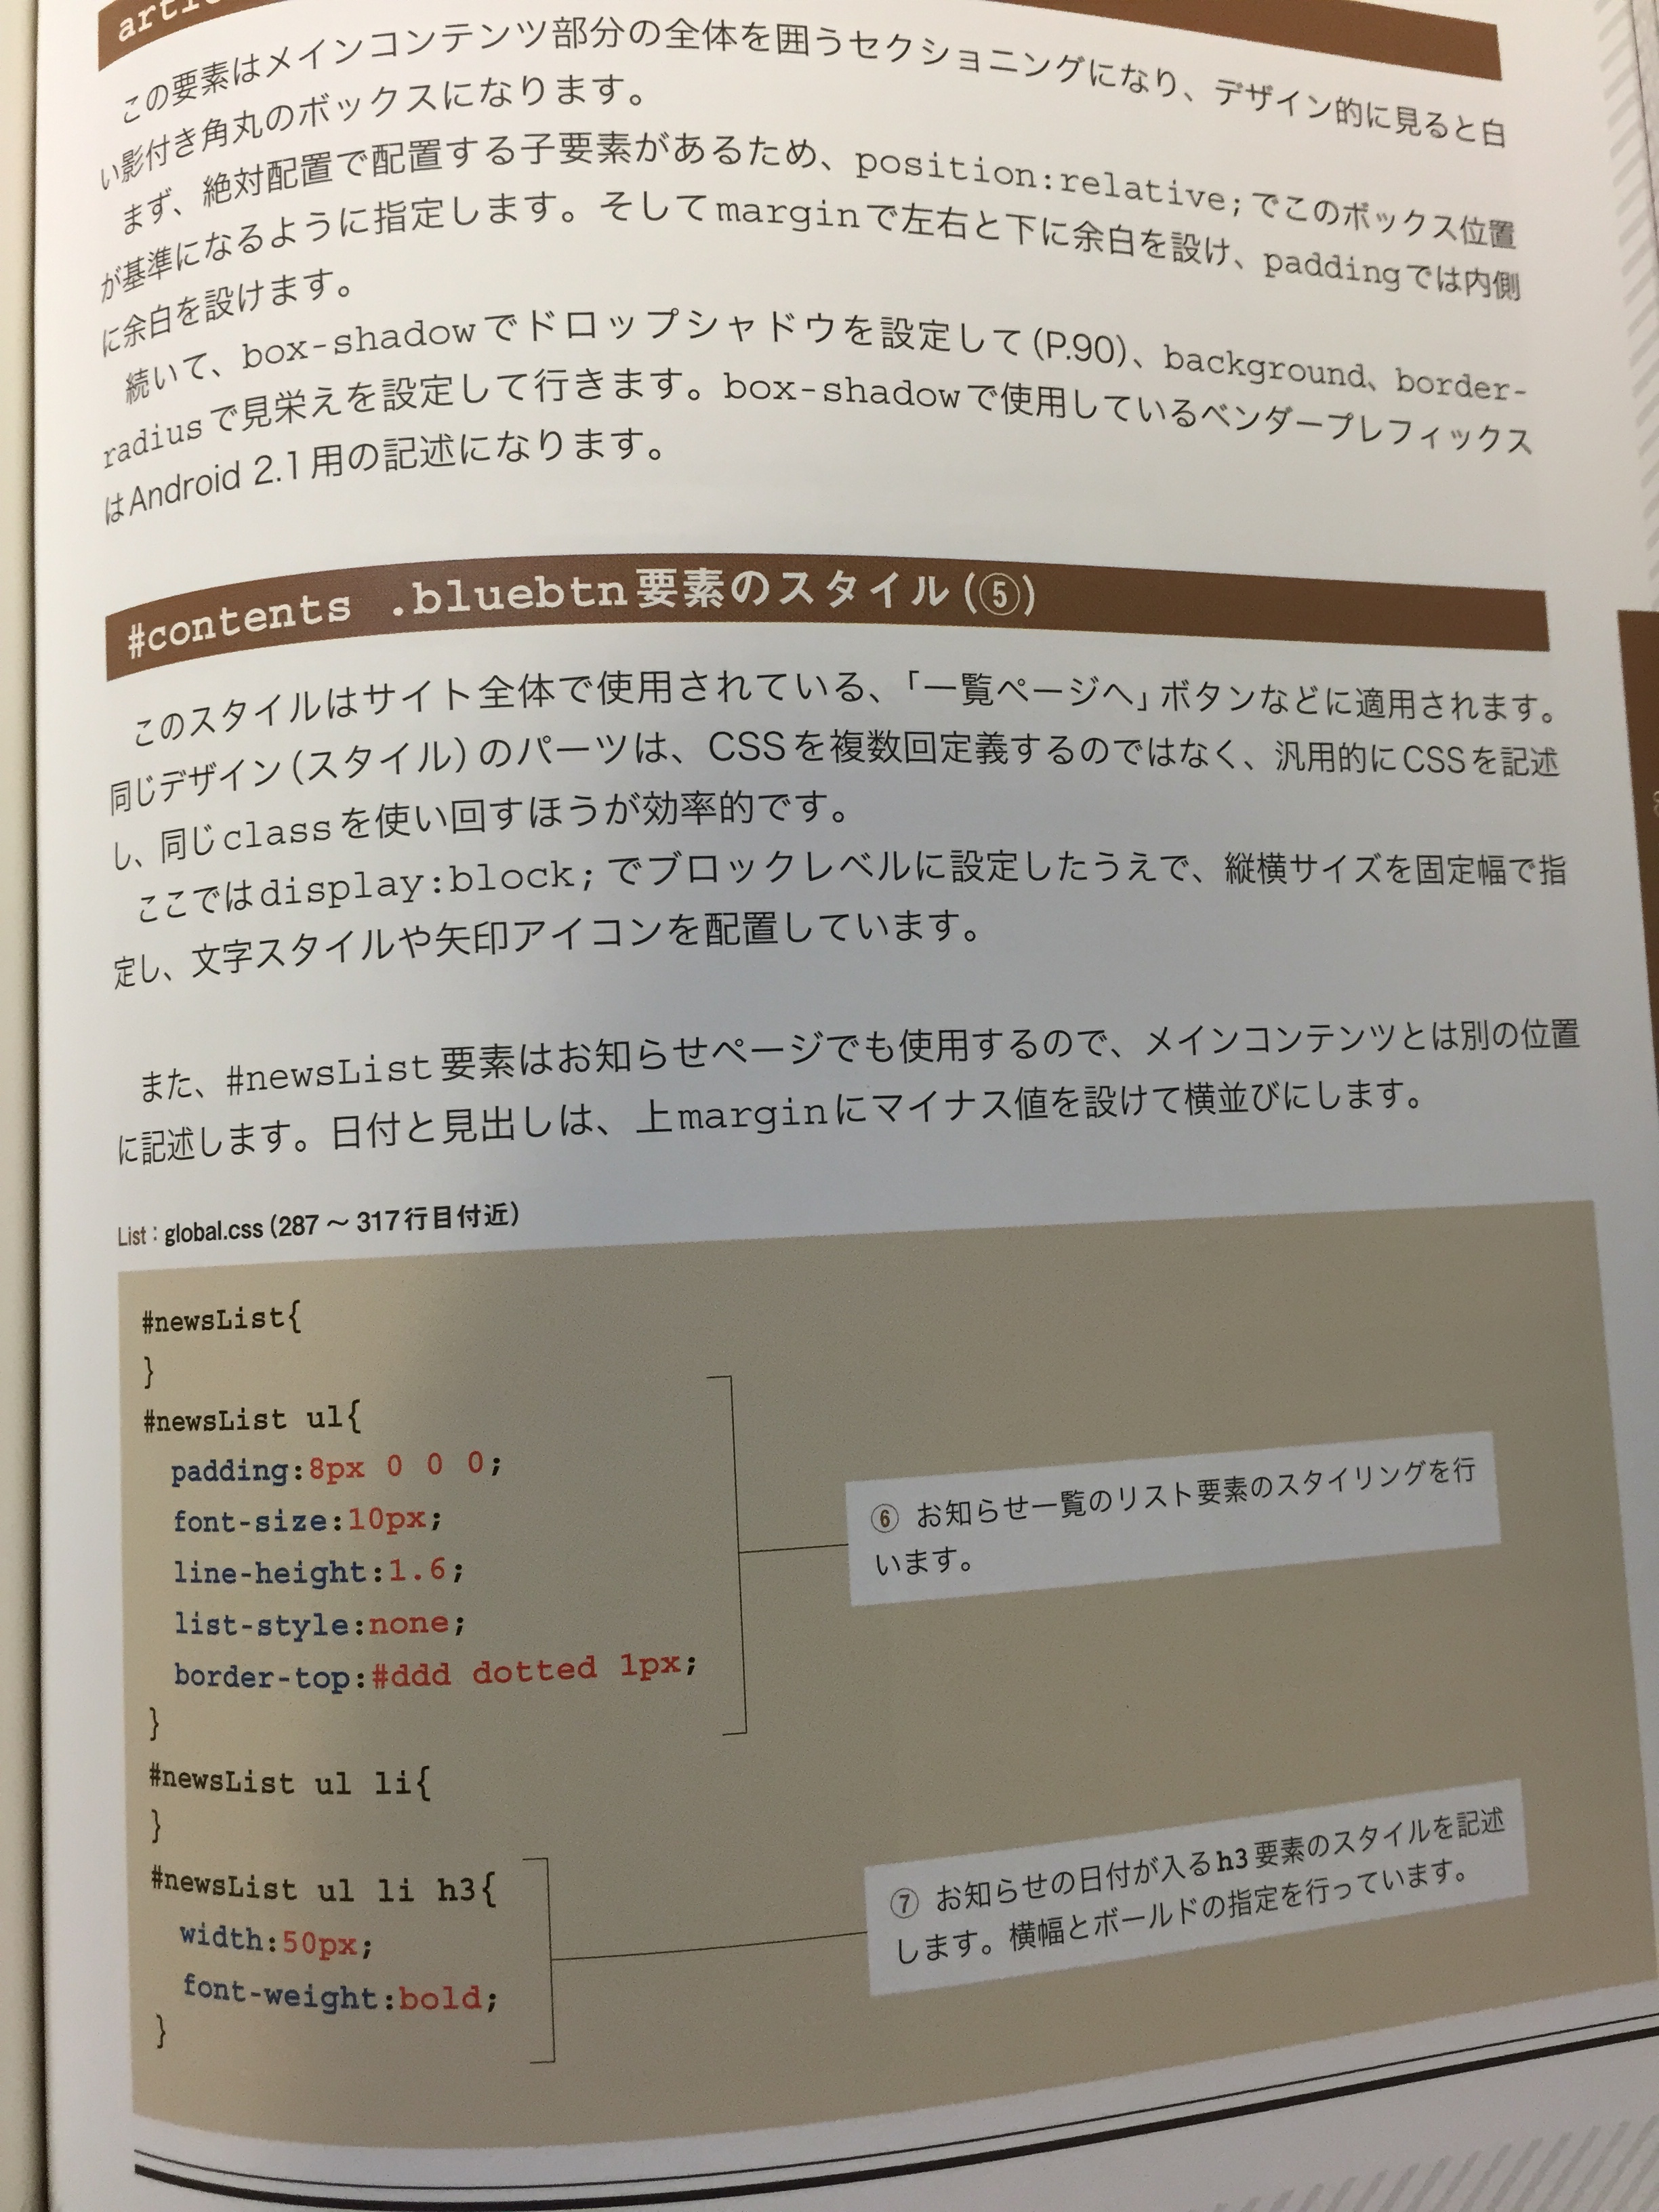 この要素はメインコンテンツ部分の全体を囲うセクショニングになり、デザイン的に見ると白
い影付き角丸のボックスになります。
まず、絶対配置で配置する子要素があるため、position:relative;でこのボックス位置
が基準になるように指定します。そしてmarginで左右と下に余白を設け、paddingでは内側
に余白を設けます。
続いて、box-shadowでドロップシャドウを設定して(P.90)、background、border-
radiusで見栄えを設定して行きます。box-shadowで使用しているベンダープレフィックス
はAndroid 2.1用の記述になります。
#contents .bluebtn要素のスタイル(⑤)
このスタイルはサイト全体で使用されている、「一覧ページへ」ボタンなどに適用されます。
同じデザイン(スタイル)のパーツは、CSSを複数回定義するのではなく、汎用的にCSSを記述
し、同じclassを使い回すほうが効率的です。
ここではdisplay:block;でブロックレベルに設定したうえで、縦横サイズを固定幅で指
定し、文字スタイルや矢印アイコンを配置しています。
また、#newsList要素はお知らせページでも使用するので、メインコンテンツとは別の位置
に記述します。日付と見出しは、上marginにマイナス値を設けて横並びにします。
List：global.css(287～317行目付近)
#newsList{
}
#newsList ul{
padding:8px 0 0 0;
font-size:10px;
line-height:1.6;
list-style:none;
border-top:#ddd dotted 1px;
}
⑥ お知らせ一覧のリスト要素のスタイリングを行
います。
#newsList ul li{
}
#newsList ul li h3{
width:50px;
font-weight:bold;
}
⑦ お知らせの日付が入るh3要素のスタイルを記述
します。横幅とボールドの指定を行っています。